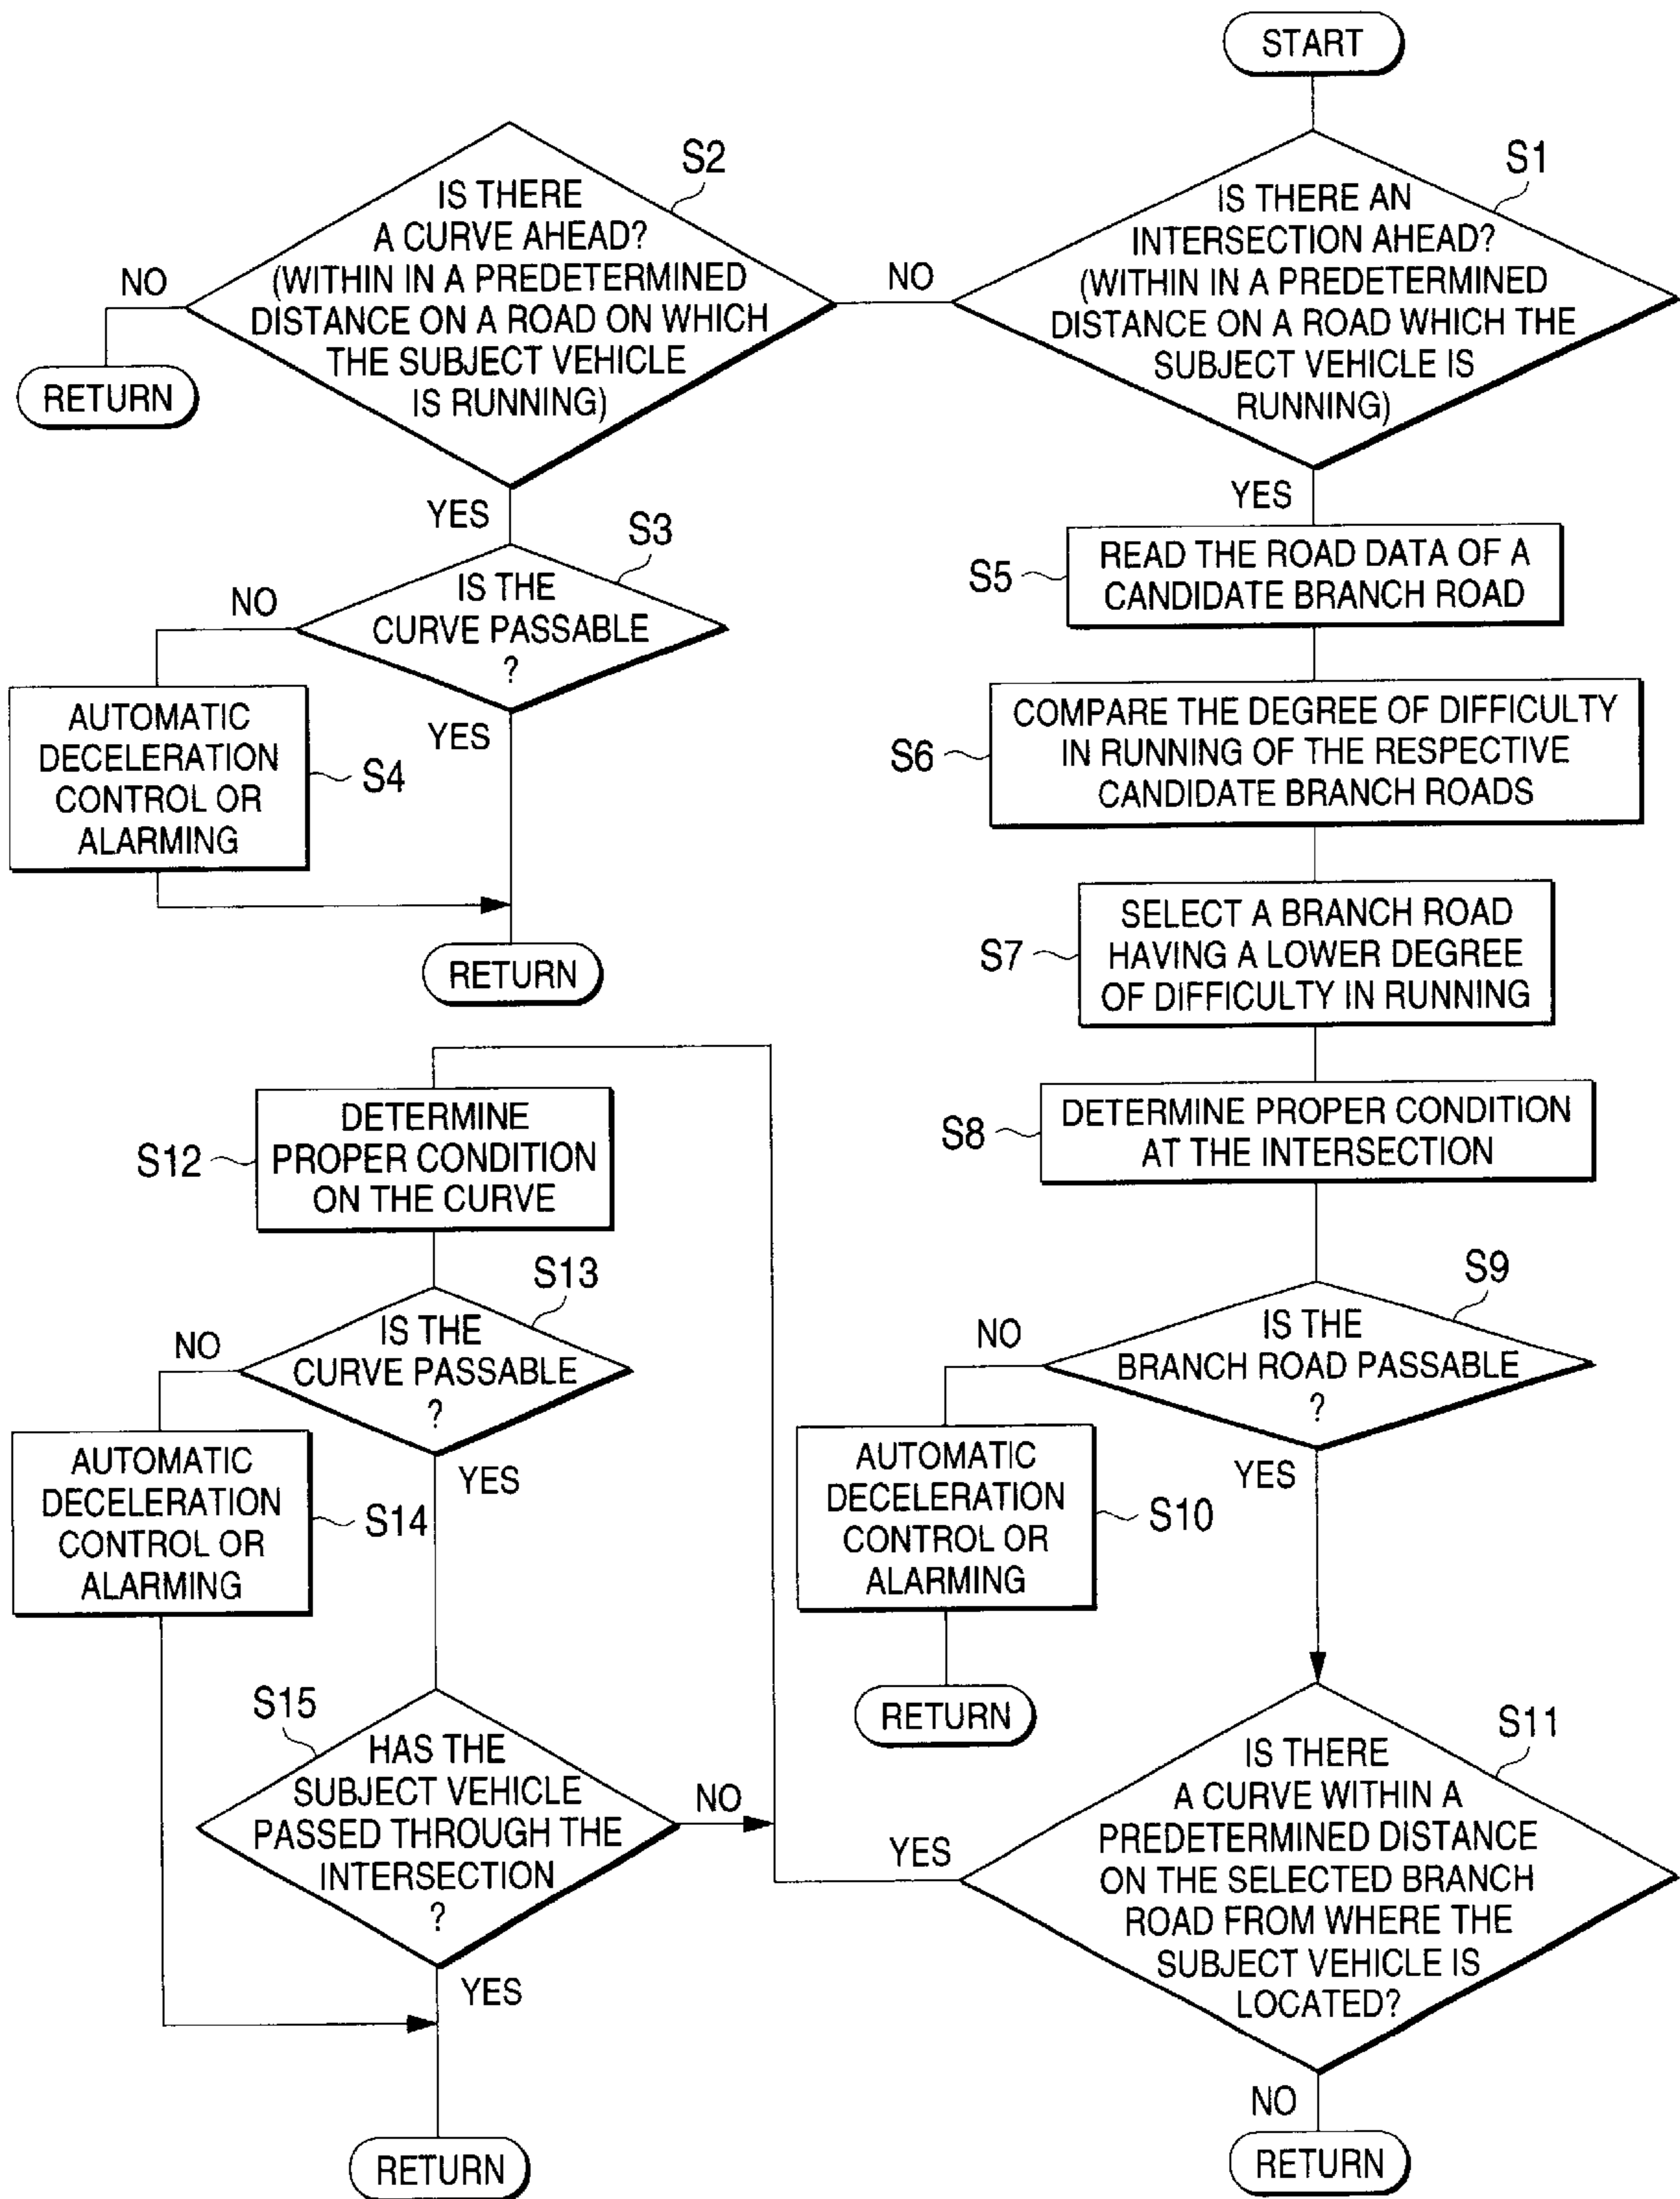 START
S1
IS THERE AN
INTERSECTION AHEAD?
(WITHIN IN A PREDETERMINED
DISTANCE ON A ROAD WHICH THE
SUBJECT VEHICLE IS
RUNNING)
NO
YES
S2
IS THERE
A CURVE AHEAD?
(WITHIN IN A PREDETERMINED
DISTANCE ON A ROAD ON WHICH
THE SUBJECT VEHICLE
IS RUNNING)
NO
RETURN
YES
S3
IS THE
CURVE PASSABLE
?
NO
YES
AUTOMATIC
DECELERATION
CONTROL OR
ALARMING
S4
RETURN
S5
READ THE ROAD DATA OF A
CANDIDATE BRANCH ROAD
S6
COMPARE THE DEGREE OF DIFFICULTY
IN RUNNING OF THE RESPECTIVE
CANDIDATE BRANCH ROADS
S7
SELECT A BRANCH ROAD
HAVING A LOWER DEGREE
OF DIFFICULTY IN RUNNING
S8
DETERMINE PROPER CONDITION
AT THE INTERSECTION
S9
IS THE
BRANCH ROAD PASSABLE
?
NO
YES
AUTOMATIC
DECELERATION
CONTROL OR
ALARMING
S10
RETURN
S11
IS THERE
A CURVE WITHIN A
PREDETERMINED DISTANCE
ON THE SELECTED BRANCH
ROAD FROM WHERE THE
SUBJECT VEHICLE IS
LOCATED?
YES
NO
RETURN
S12
DETERMINE
PROPER CONDITION
ON THE CURVE
S13
IS THE
CURVE PASSABLE
?
NO
YES
AUTOMATIC
DECELERATION
CONTROL OR
ALARMING
S14
S15
HAS THE
SUBJECT VEHICLE
PASSED THROUGH THE
INTERSECTION
?
NO
YES
RETURN